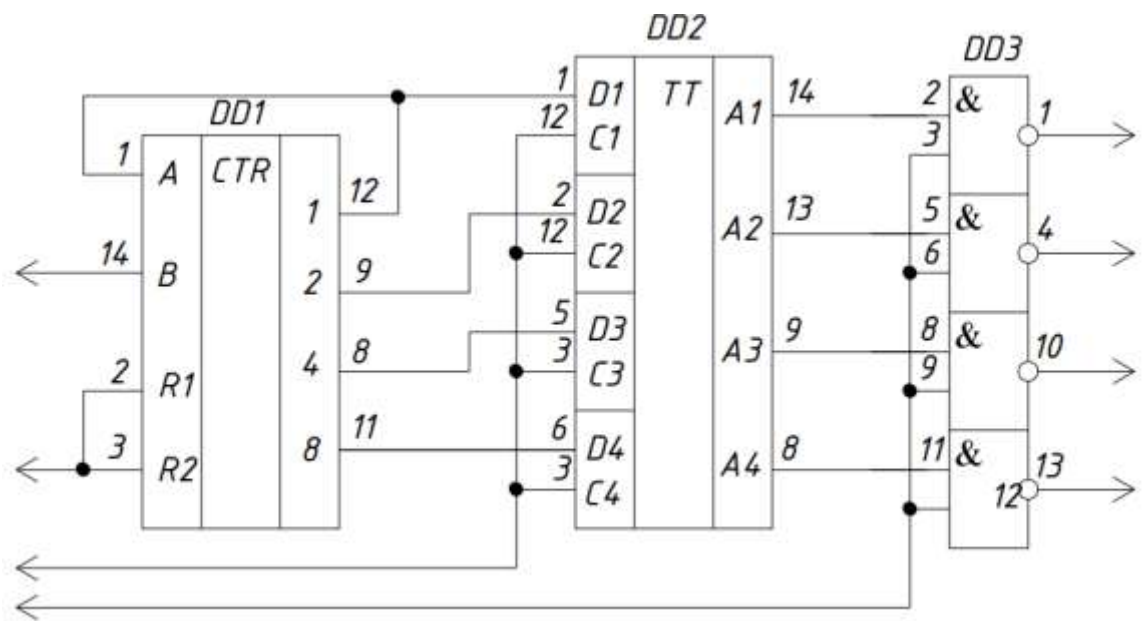 DD2
DD3
1 D1 TT 14 2 &
A1 1
DD1 12 C1 3
1 A CTR 12
1 2 D2 13 5 &
A2 4
14 B 9 12 C2 6
2
5 D3 9 8 &
4 8 A3 10
2 R1 3 C3 9
3 R2 8 11 6 D4 8 11 &
A4 13
3 C4 12